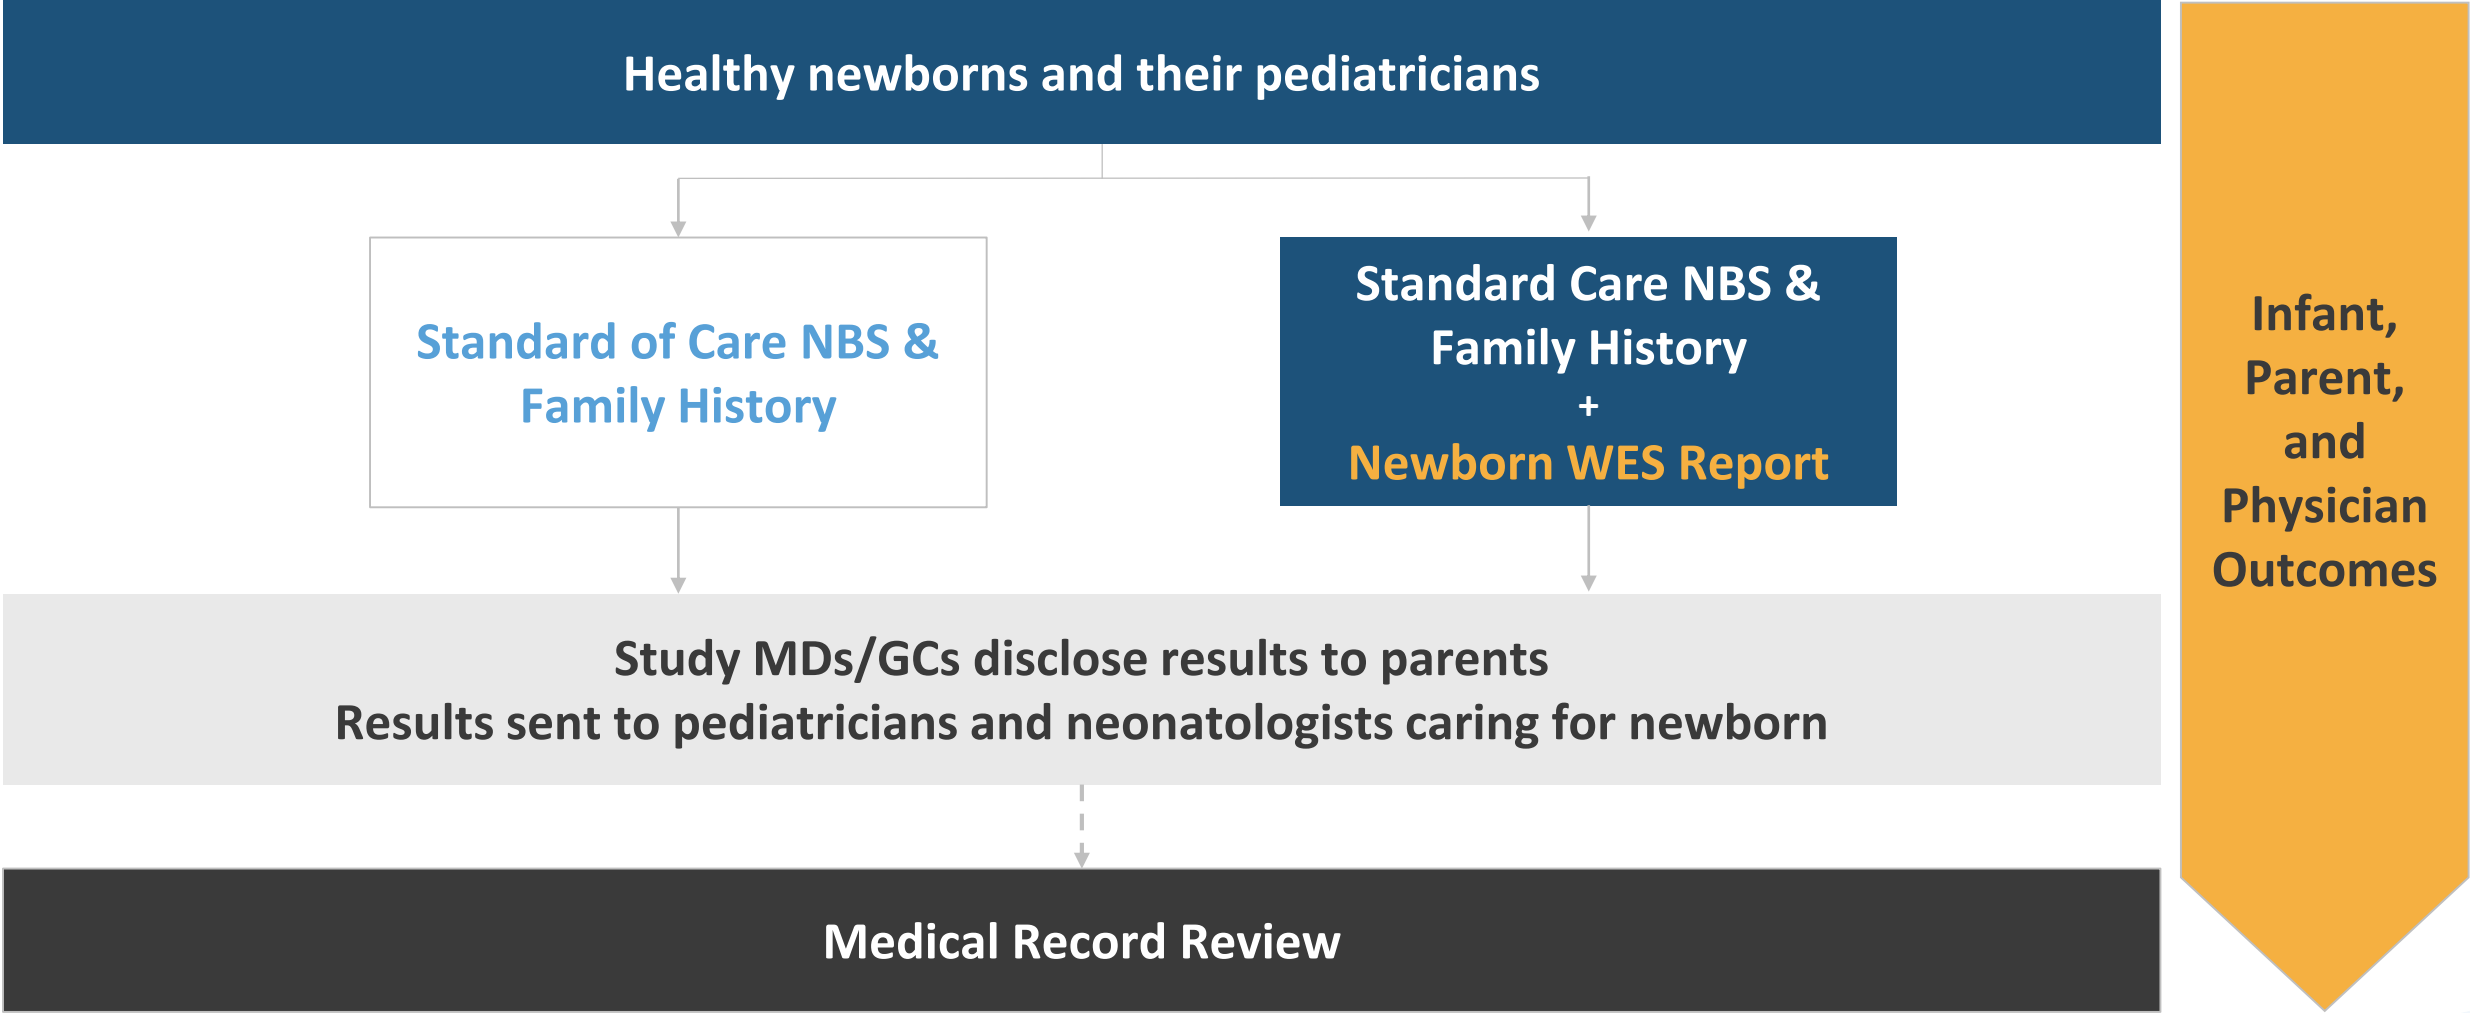 Healthy newborns and their pediatricians
Standard of Care NBS &
Family History
Standard Care NBS &
Family History
+
Newborn WES Report
Study MDs/GCs disclose results to parents
Results sent to pediatricians and neonatologists caring for newborn
Medical Record Review
Infant,
Parent,
and
Physician
Outcomes